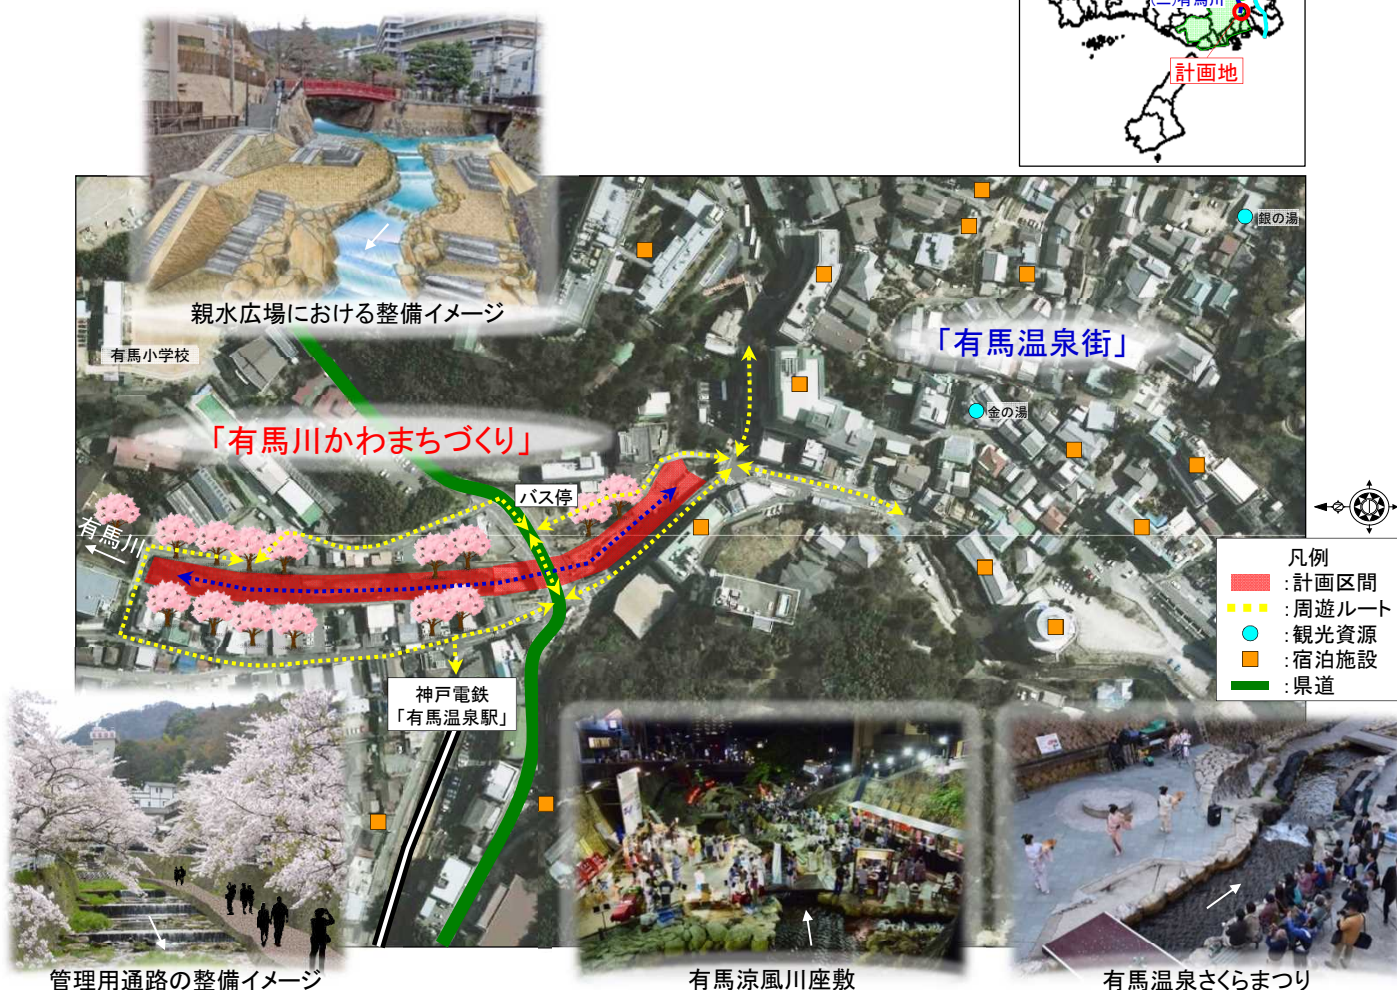 (二)有馬川
計画地
親水広場における整備イメージ
銀の湯
「有馬温泉街」
有馬小学校
金の湯
「有馬川かわまちづくり」
バス停
有馬川
凡例
:計画区間
:周遊ルート
:観光資源
:宿泊施設
:県道
神戸電鉄
「有馬温泉駅」
管理用通路の整備イメージ
有馬涼風川座敷
有馬温泉さくらまつり